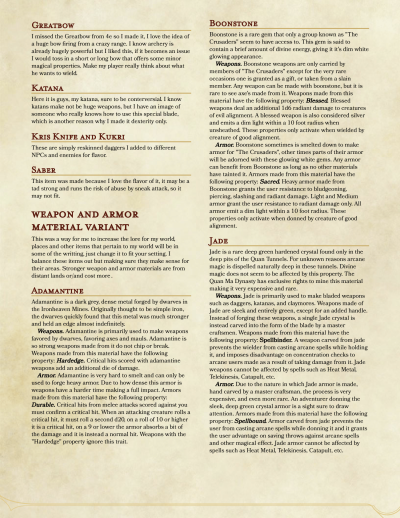 Greatbow
I missed the Greatbow from 4e so I made it, I love the idea of
a huge bow firing from a crazy range. I know archery is
already hugely powerful but I liked this, if it becomes an issue
I would toss in a short or long bow that offers some minor
magical properties. Make my player really think about what
he wants to wield.
Katana
Here it is guys, my katana, sure to be conterversial. I know
katans make not be huge weapons, but I have an image of
someone who really knows how to use this special blade,
which is another reason why I made it dexterity only.
Kris Knife and Kukri
These are simply reskinned daggers I added to different
NPCs and enemies for flavor.
Saber
This item was made because I love the flavor of it, it may be a
tad strong and runs the risk of abuse by sneak attack, so it
may not fit.
Weapon and Armor
Material Variant
This was a way for me to increase the lore for my world,
places and other items that pertain to my world will be in
some of the writing, just change it to your setting. I
balance these items out but making sure they make sense for
their areas. Stronger weapon and armor materials are from
distant lands or/and cost more.
Adamantine
Adamantine is a dark grey, dense metal forged by dwarves in
the Ironhaven Mines. Originally thought to be simple iron,
the dwarves quickly found that this metal was much stronger
and held an edge almost indefinitely.
Weapons. Adamantine is primarily used to make weapons
favored by dwarves, favoring axes and mauls. Adamantine is
so strong weapons made from it do not chip or break.
Weapons made from this material have the following
property: Hardedge. Critical hits scored with adamantine
weapons add an additional die of damage.
Armor. Adamantine is very hard to smelt and can only be
used to forge heavy armor. Due to how dense this armor is
weapons have a harder time making a full impact. Armors
made from this material have the following property:
Durable. Critical hits from melee attacks scored against you
must confirm a critical hit. When an attacking creature rolls a
critical hit, it must roll a second d20, on a roll of 10 or higher
it is a critical hit, on a 9 or lower the armor absorbs a bit of
the damage and it is instead a normal hit. Weapons with the
"Hardedge" property ignore this trait.
Boonstone
Boonstone is a rare gem that only a group known as "The
Crusaders" seem to have access to. This gem is said to
contain a brief amount of divine energy, giving it it's dim white
glowing appearance.
Weapons. Boonstone weapons are only carried by
members of "The Crusaders" except for the very rare
occasions one is granted as a gift, or taken from a slain
member. Any weapon can be made with boonstone, but it is
rare to see axe's made from it. Weapons made from this
material have the following property: Blessed. Blessed
weapons deal an additional 1d6 radiant damage to creatures
of evil alignment. A blessed weapon is also considered silver
and emits a dim light within a 10 foot radius when
unsheathed. These properties only activate when wielded by
creature of good alignment.
Armor. Boonstone sometimes is smelted down to make
armor for "The Crusaders", other times parts of their armor
will be adorned with these glowing white gems. Any armor
can benefit from Boonstone as long as no other materials
have tainted it. Armors made from this material have the
following property: Sacred. Heavy armor made from
Boonstone grants the user resistance to bludgeoning,
piercing, slashing and radiant damage. Light and Medium
armor grant the user resistance to radiant damage only. All
armor emit a dim light within a 10 foot radius. These
properties only activate when donned by creature of good
alignment.
Jade
Jade is a rare deep green hardened crystal found only in the
deep pits of the Quan Tunnels. For unknown reasons arcane
magic is dispelled naturally deep in these tunnels. Divine
magic does not seem to be affected by this property. The
Quan Ma Dynasty has exclusive rights to mine this material
making it very expensive and rare.
Weapons. Jade is primarily used to make bladed weapons
such as daggers, katanas, and claymores. Weapons made of
Jade are sleek and entirely green, except for an added handle.
Instead of forging these weapons, a single Jade crystal is
instead carved into the form of the blade by a master
craftsmen. Weapons made from this material have the
following property: Spellbinder. A weapon carved from jade
prevents the wielder from casting arcane spells while holding
it, and imposes disadvantage on concentration checks to
arcane users made as a result of taking damage from it. Jade
weapons cannot be affected by spells such as Heat Metal,
Telekinesis, Catapult, etc.
Armor. Due to the nature in which Jade armor is made,
hand carved by a master craftsman, the process is very
expensive, and even more rare. An adventurer donning the
sleek, deep green crystal armor is a sight sure to draw
attention. Armors made from this material have the following
property: Spellbound. Armor carved from jade prevents the
user from casting arcane spells while donning it and it grants
the user advantage on saving throws against arcane spells
and other magical effect. Jade armor cannot be affected by
spells such as Heat Metal, Telekinesis, Catapult, etc.